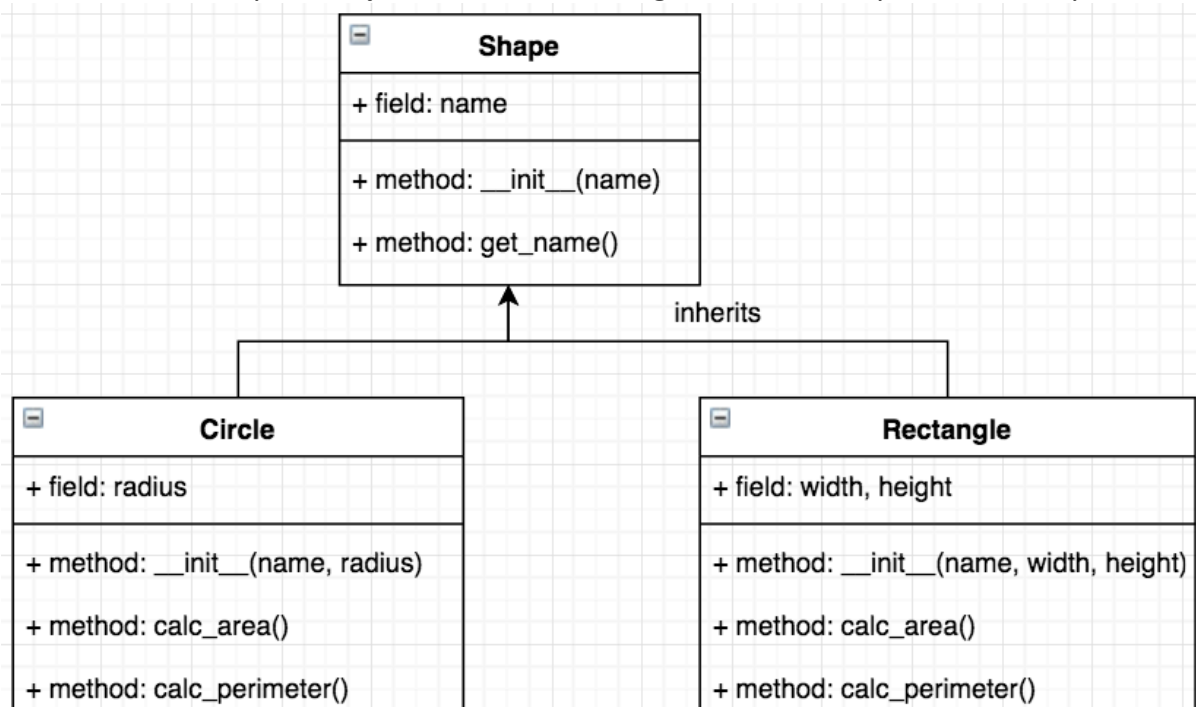 Shape
+ field: name
+ method: __init__(name)
+ method: get_name()
inherits
Circle
+ field: radius
+ method: __init__(name, radius)
+ method: calc_area()
+ method: calc_perimeter()
Rectangle
+ field: width, height
+ method: __init__(name, width, height)
+ method: calc_area()
+ method: calc_perimeter()